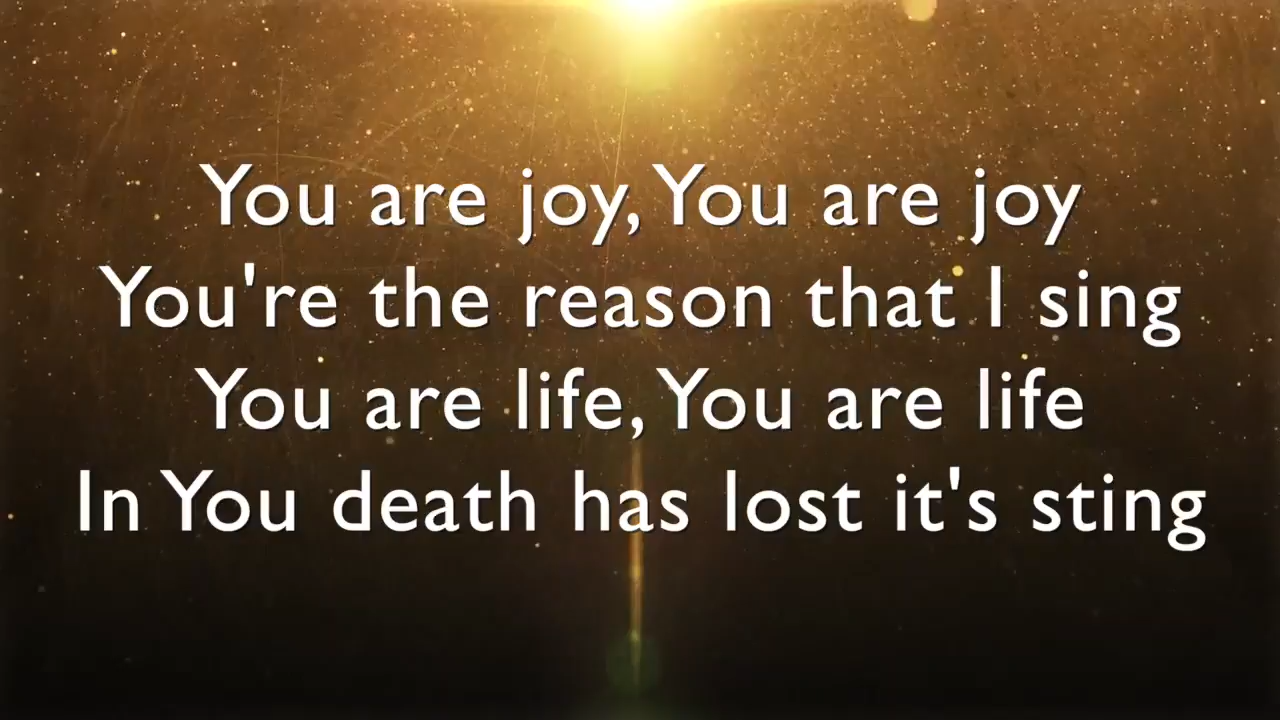 You are joy, You are joy
You're the reason that I sing
You are life, You are life
In You death has lost it's sting